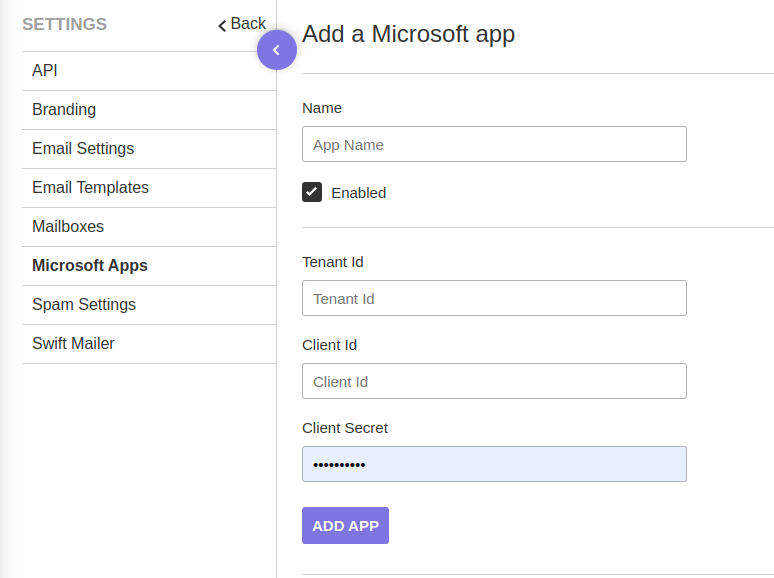 SETTINGS
Back
API
Branding
Email Settings
Email Templates
Mailboxes
Microsoft Apps
Spam Settings
Swift Mailer
Add a Microsoft app
Name
App Name
Enabled
Tenant Id
Tenant Id
Client Id
Client Id
Client Secret
••••••••••
ADD APP